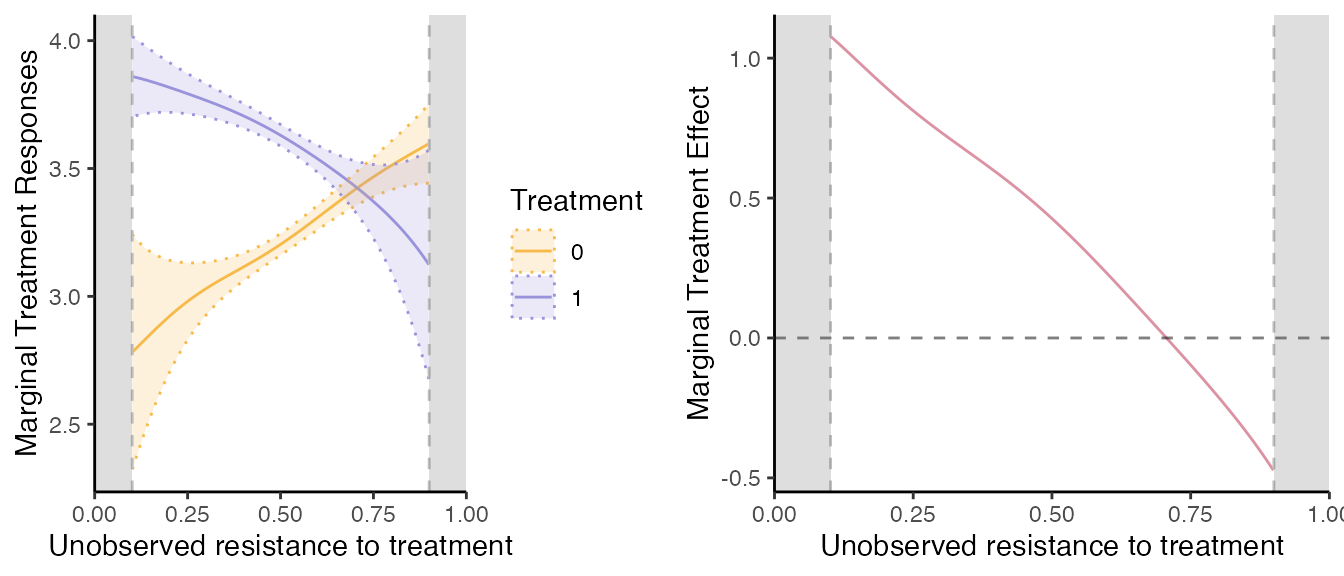 Marginal Treatment Responses
4.0
3.5
3.0
2.5
0.00 0.25 0.50 0.75 1.00
Unobserved resistance to treatment
Treatment
0
1
Marginal Treatment Effect
1.0
0.5
0.0
-0.5
0.00 0.25 0.50 0.75 1.00
Unobserved resistance to treatment